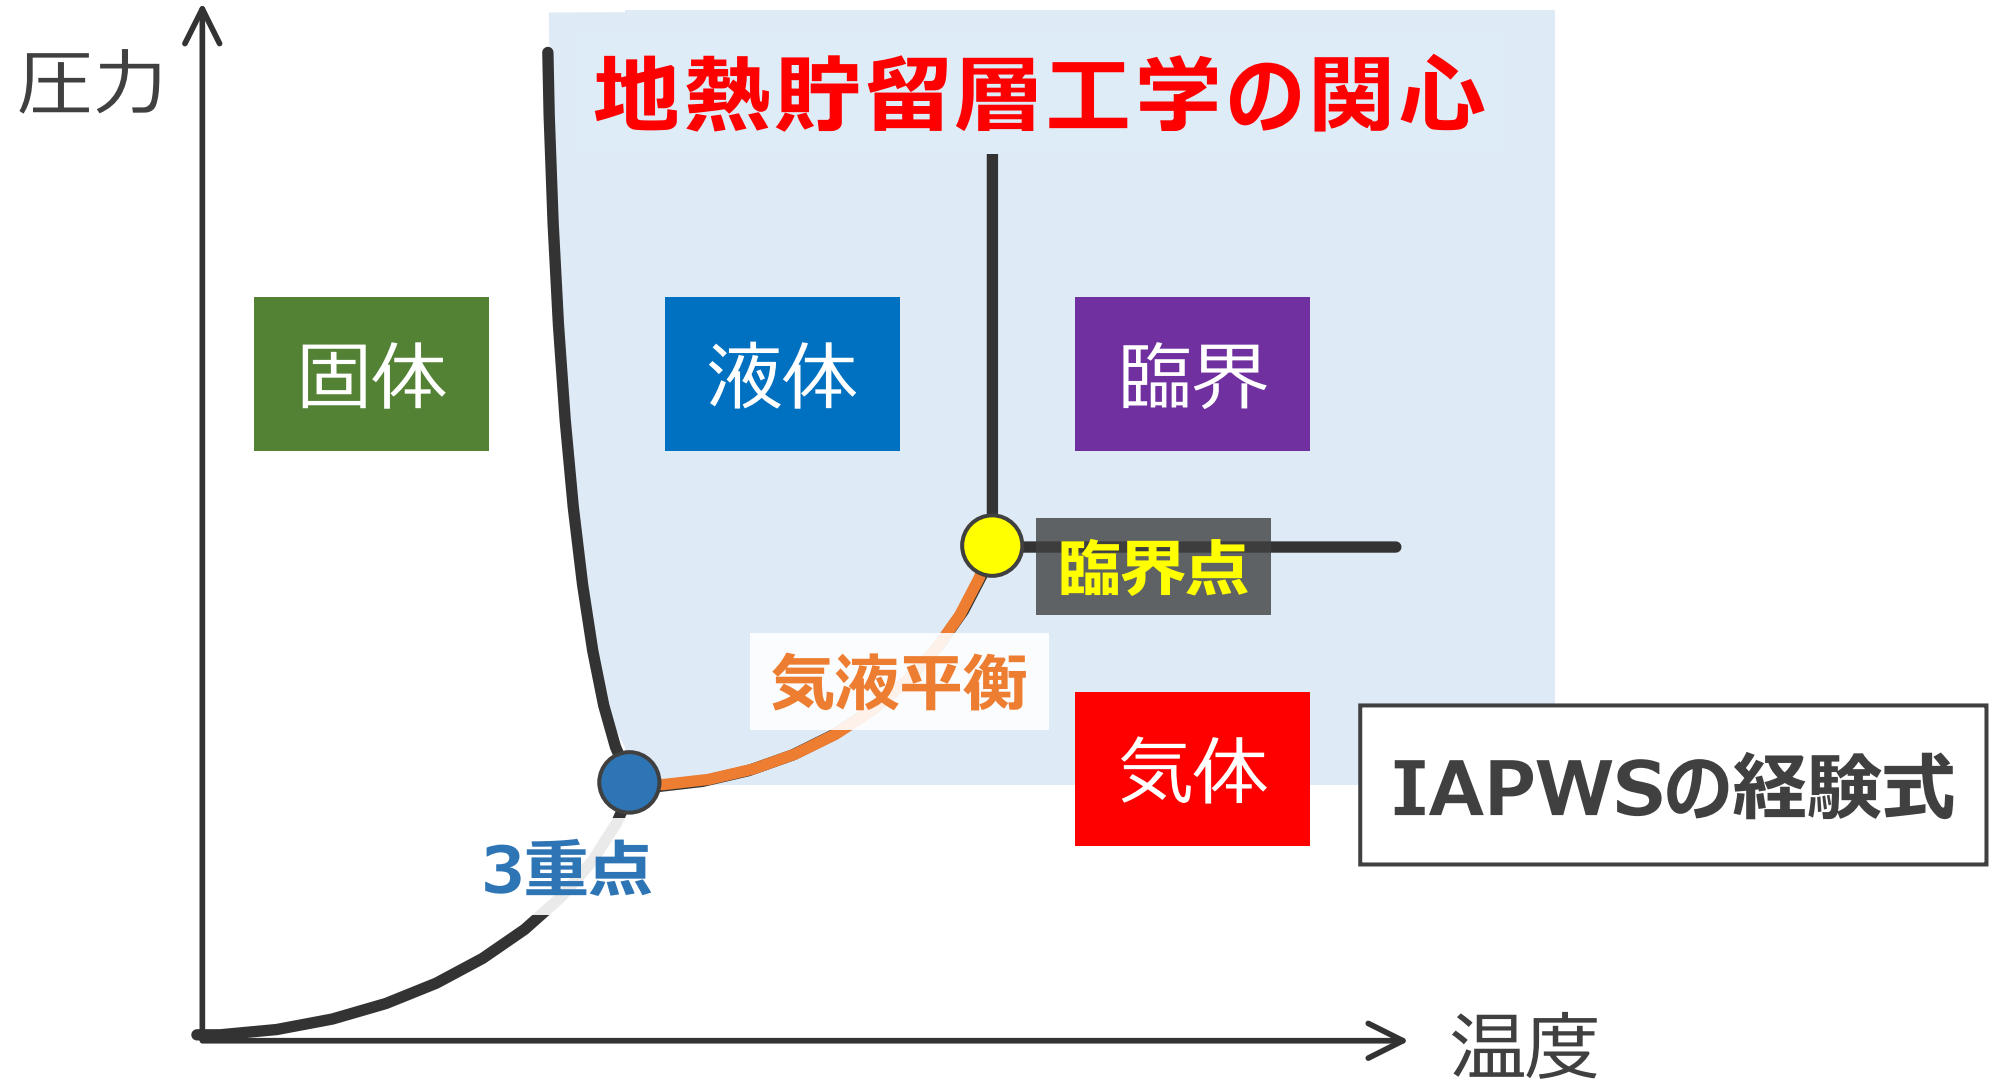 圧力
地熱貯留層工学の関心
固体
液体
臨界
臨界点
気液平衡
気体
IAPWSの経験式
3重点
温度